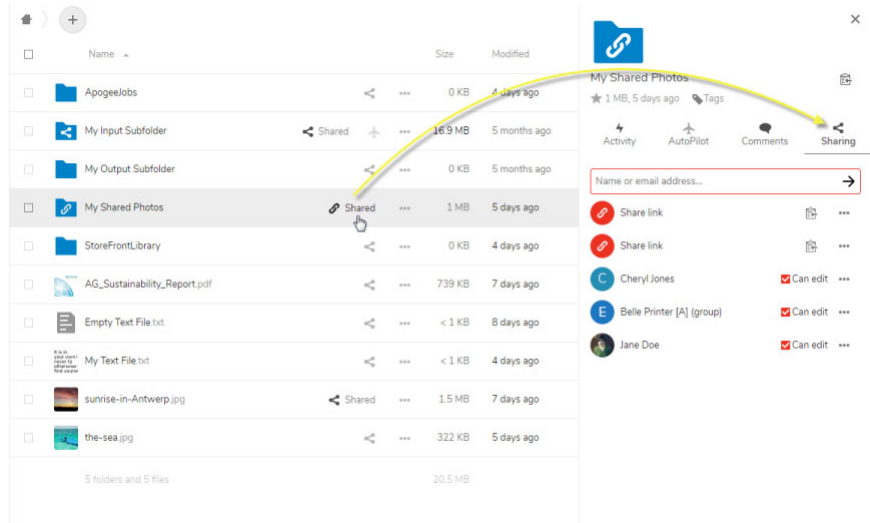 Name Size Modified
ApogeeJobs 0 KB 4 days ago
My Input Subfolder Shared 16.9 MB 5 months ago
My Output Subfolder 0 KB 5 months ago
My Shared Photos Shared 1 MB 5 days ago
StoreFrontLibrary 0 KB 4 days ago
AG_Sustainability_Report.pdf 739 KB 7 days ago
Empty Text File.txt < 1 KB 8 days ago
My Text File.txt < 1 KB 4 days ago
sunrise-in-Antwerp.jpg Shared 1.5 MB 7 days ago
the-sea.jpg 322 KB 5 days ago
5 folders and 5 files 20.5 MB
My Shared Photos
1 MB, 5 days ago Tags
Activity AutoPilot Comments Sharing
Name or email address...
Share link
Share link
C Cheryl Jones Can edit
E Belle Printer [A] (group) Can edit
Jane Doe Can edit